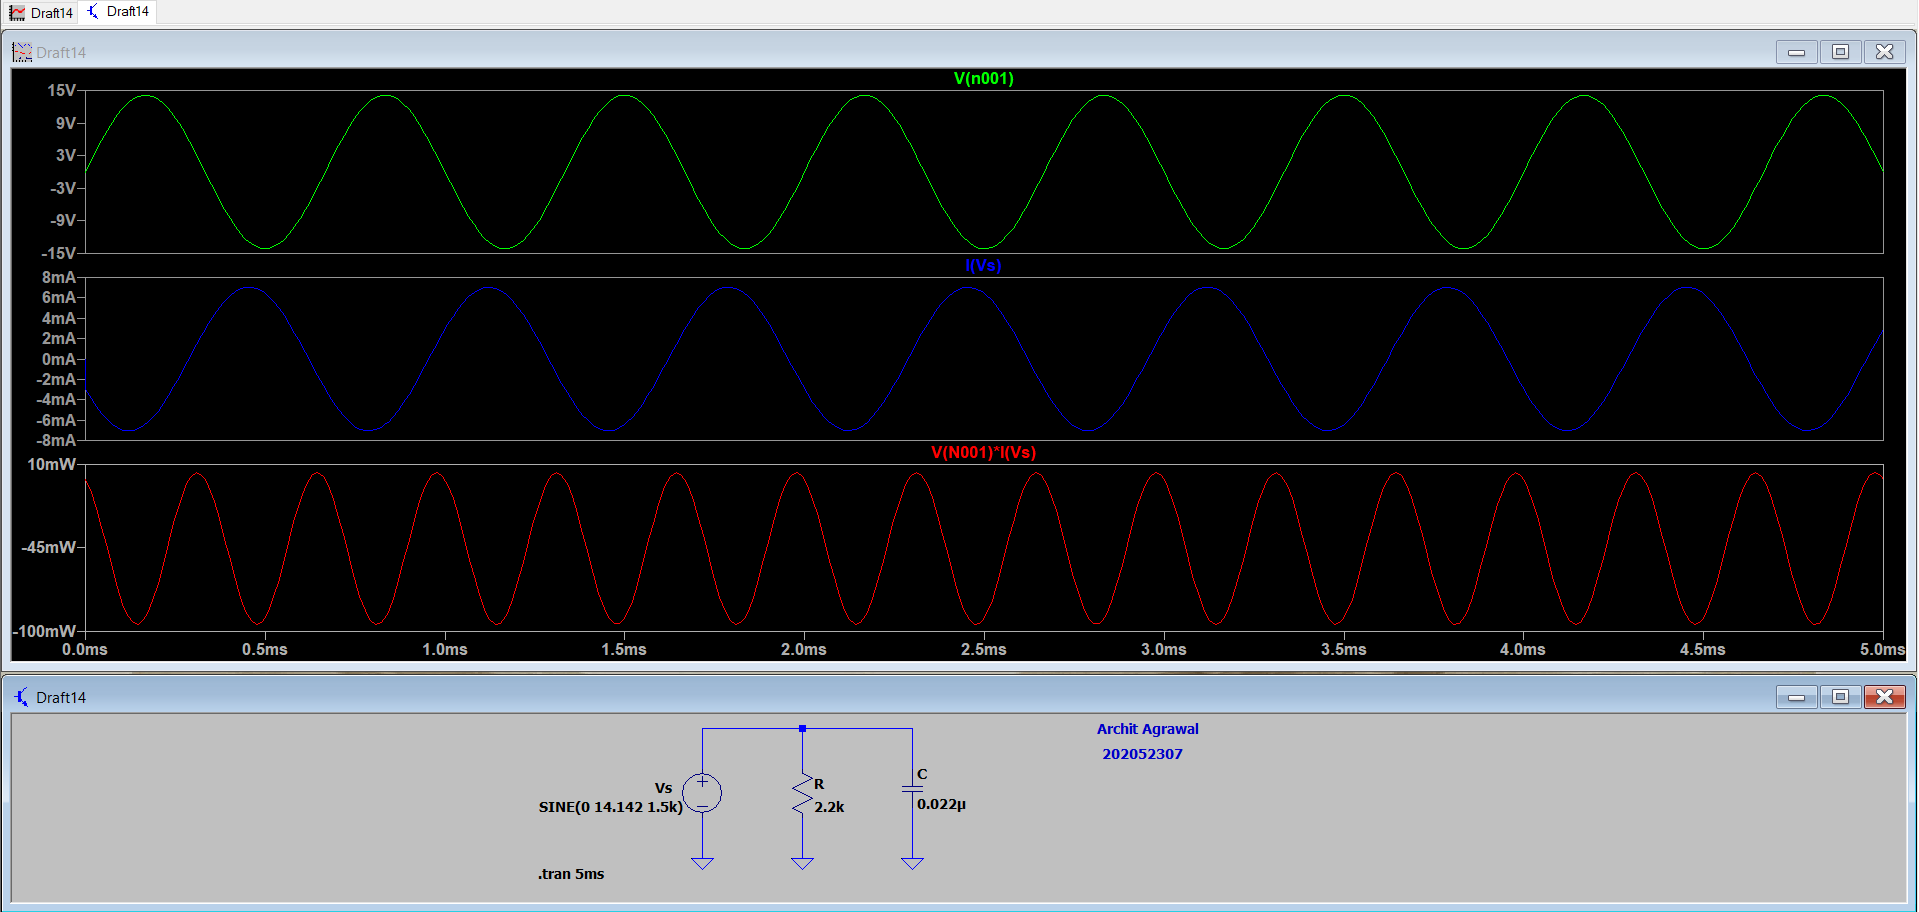 Draft14 Draft14
Draft14
V(n001)
15V
9V
3V
-3V
-9V
-15V
I(Vs)
8mA
6mA
4mA
2mA
0mA
-2mA
-4mA
-6mA
-8mA
V(N001)*I(Vs)
10mW
-45mW
-100mW
0.0ms 0.5ms 1.0ms 1.5ms 2.0ms 2.5ms 3.0ms 3.5ms 4.0ms 4.5ms 5.0ms
Draft14
Archit Agrawal
202052307
Vs
SINE(0 14.142 1.5k)
R
2.2k
C
0.022µ
.tran 5ms